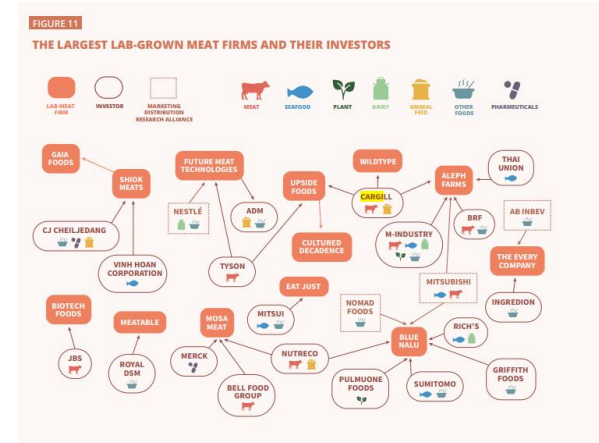 FIGURE 11
THE LARGEST LAB-GROWN MEAT FIRMS AND THEIR INVESTORS
LAB-MEAT
FIRM
INVESTOR
MARKETING
DISTRIBUTION
RESEARCH ALLIANCE
MEAT
SEAFOOD
PLANT
DAIRY
ANIMAL
FEED
OTHER
FOODS
PHARMEUTICALS
GAIA
FOODS
SHIOK
MEATS
FUTURE MEAT
TECHNOLOGIES
UPSIDE
FOODS
WILDTYPE
ALEPH
FARMS
THAI
UNION
NESTLÉ
ADM
CARGILL
BRF
AB INBEV
CJ CHEILJEDANG
M-INDUSTRY
CULTURED
DECADENCE
THE EVERY
COMPANY
VINH HOAN
CORPORATION
TYSON
EAT JUST
MITSUBISHI
BIOTECH
FOODS
MEATABLE
MOSA
MEAT
MITSUI
NOMAD
FOODS
INGREDION
RICH'S
BLUE
NALU
JBS
ROYAL
DSM
MERCK
NUTRECO
BELL FOOD
GROUP
PULMUONE
FOODS
SUMITOMO
GRIFFITH
FOODS